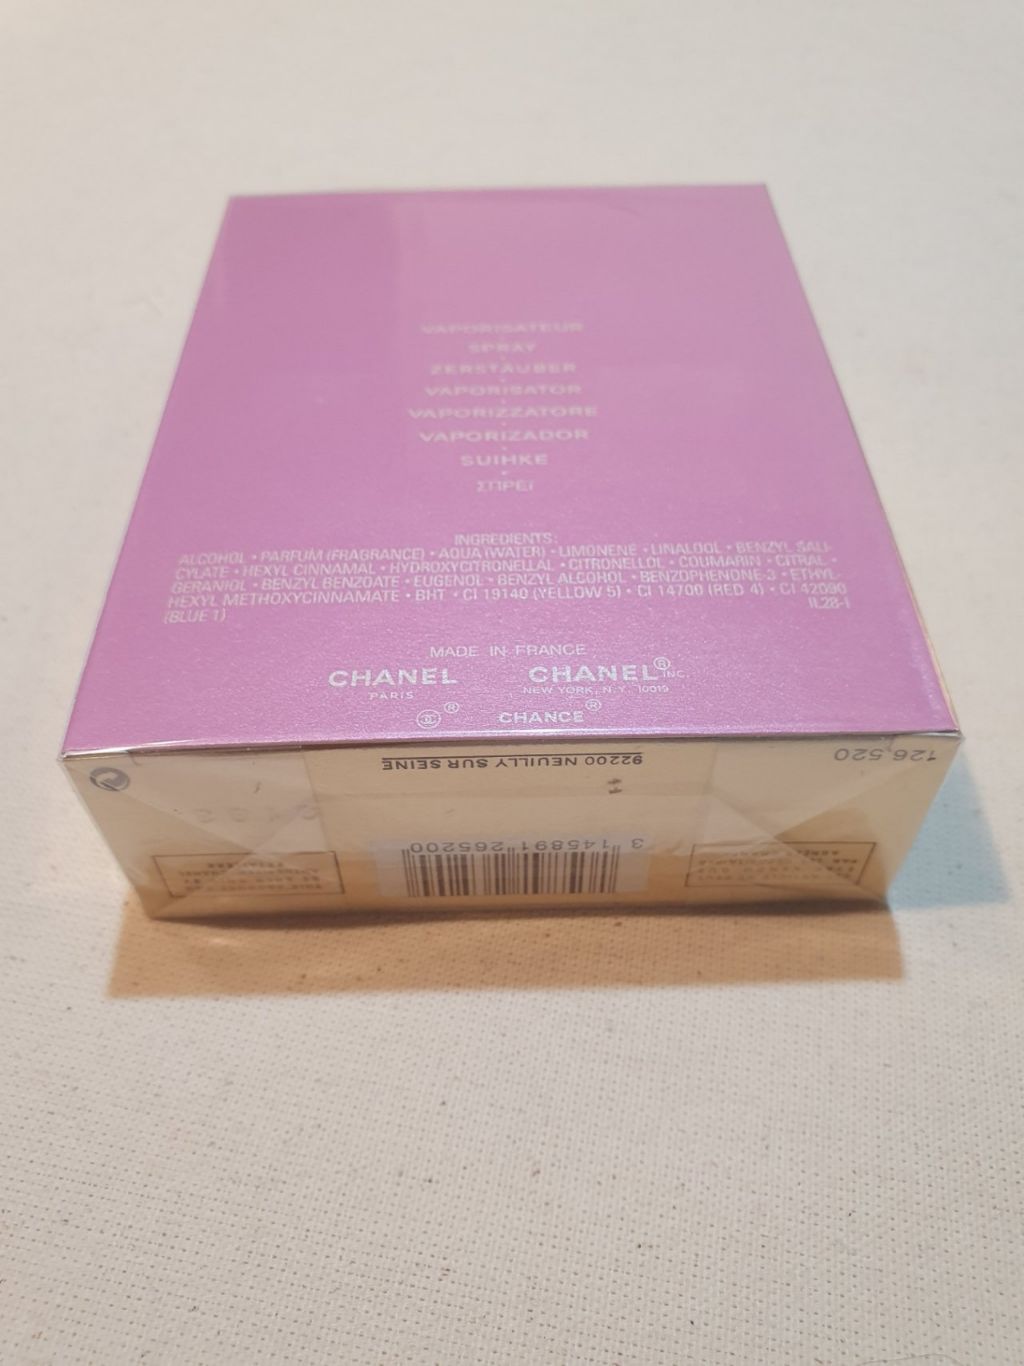 VAPORISATEUR
SPRAY
ZERSTÄUBER
VAPORISATOR
VAPORIZZATORE
VAPORIZADOR
SUIHKE
ΣΠΡΕΪ
INGREDIENTS:
ALCOHOL • PARFUM (FRAGRANCE) • AQUA (WATER) • LIMONENE • LINALOOL • BENZYL SALI-
CYLATE • HEXYL CINNAMAL • HYDROXYCITRONELLAL • CITRONELLOL • COUMARIN • CITRAL •
GERANIOL • BENZYL BENZOATE • EUGENOL • BENZYL ALCOHOL • BENZOPHENONE-3 • ETHYL-
HEXYL METHOXYCINNAMATE • BHT • CI 19140 (YELLOW 5) • CI 14700 (RED 4) • CI 42090
(BLUE 1) IL28-I
MADE IN FRANCE
CHANEL CHANEL® INC.
PARIS NEW YORK, N.Y. 10019
® CHANCE®
92200 NEUILLY SUR SEINE
126.520
3 145891 265200